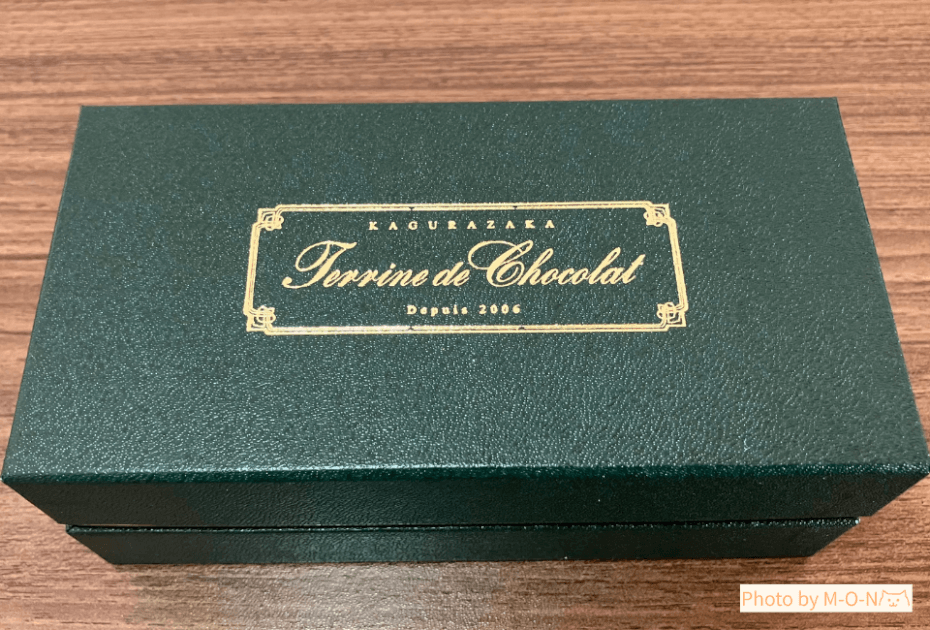 KAGURAZAKA
Terrine de Chocolat
Depuis 2006
Photo by M-O-N